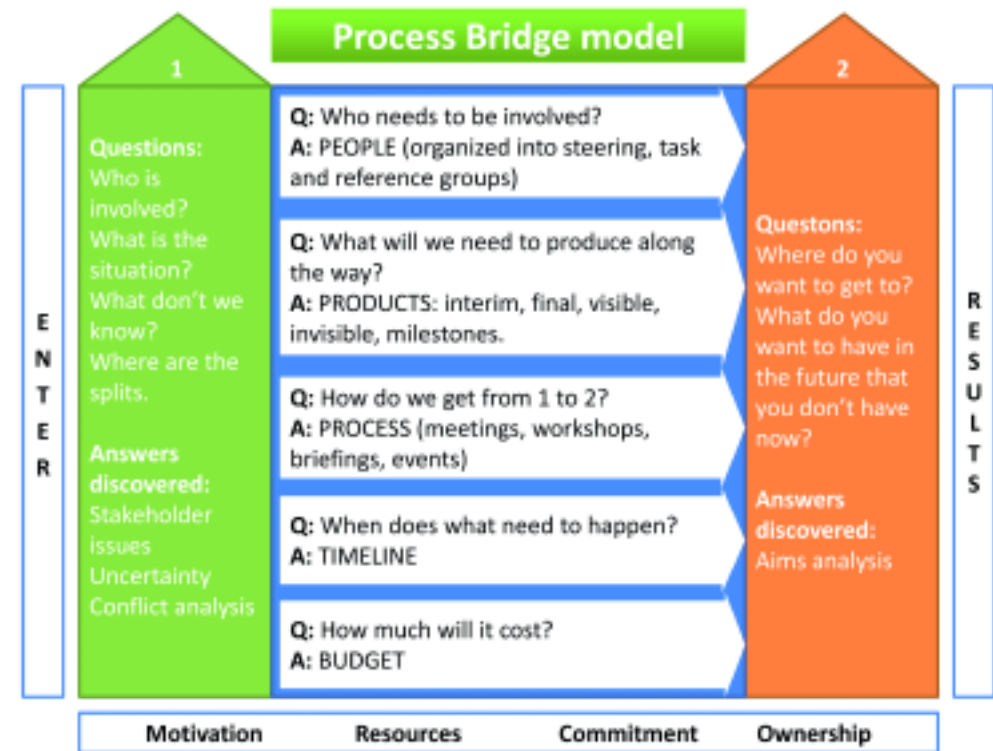 Process Bridge model
1
2
E
N
T
E
R
Questions:
Who is
involved?
What is the
situation?
What don't we
know?
Where are the
splits.
Answers
discovered:
Stakeholder
issues
Uncertainty
Conflict analysis
Q: Who needs to be involved?
A: PEOPLE (organized into steering, task
and reference groups)
Q: What will we need to produce along
the way?
A: PRODUCTS: interim, final, visible,
invisible, milestones.
Q: How do we get from 1 to 2?
A: PROCESS (meetings, workshops,
briefings, events)
Q: When does what need to happen?
A: TIMELINE
Q: How much will it cost?
A: BUDGET
Questons:
Where do you
want to get to?
What do you
want to have in
the future that
you don't have
now?
Answers
discovered:
Aims analysis
R
E
S
U
L
T
S
Motivation Resources Commitment Ownership